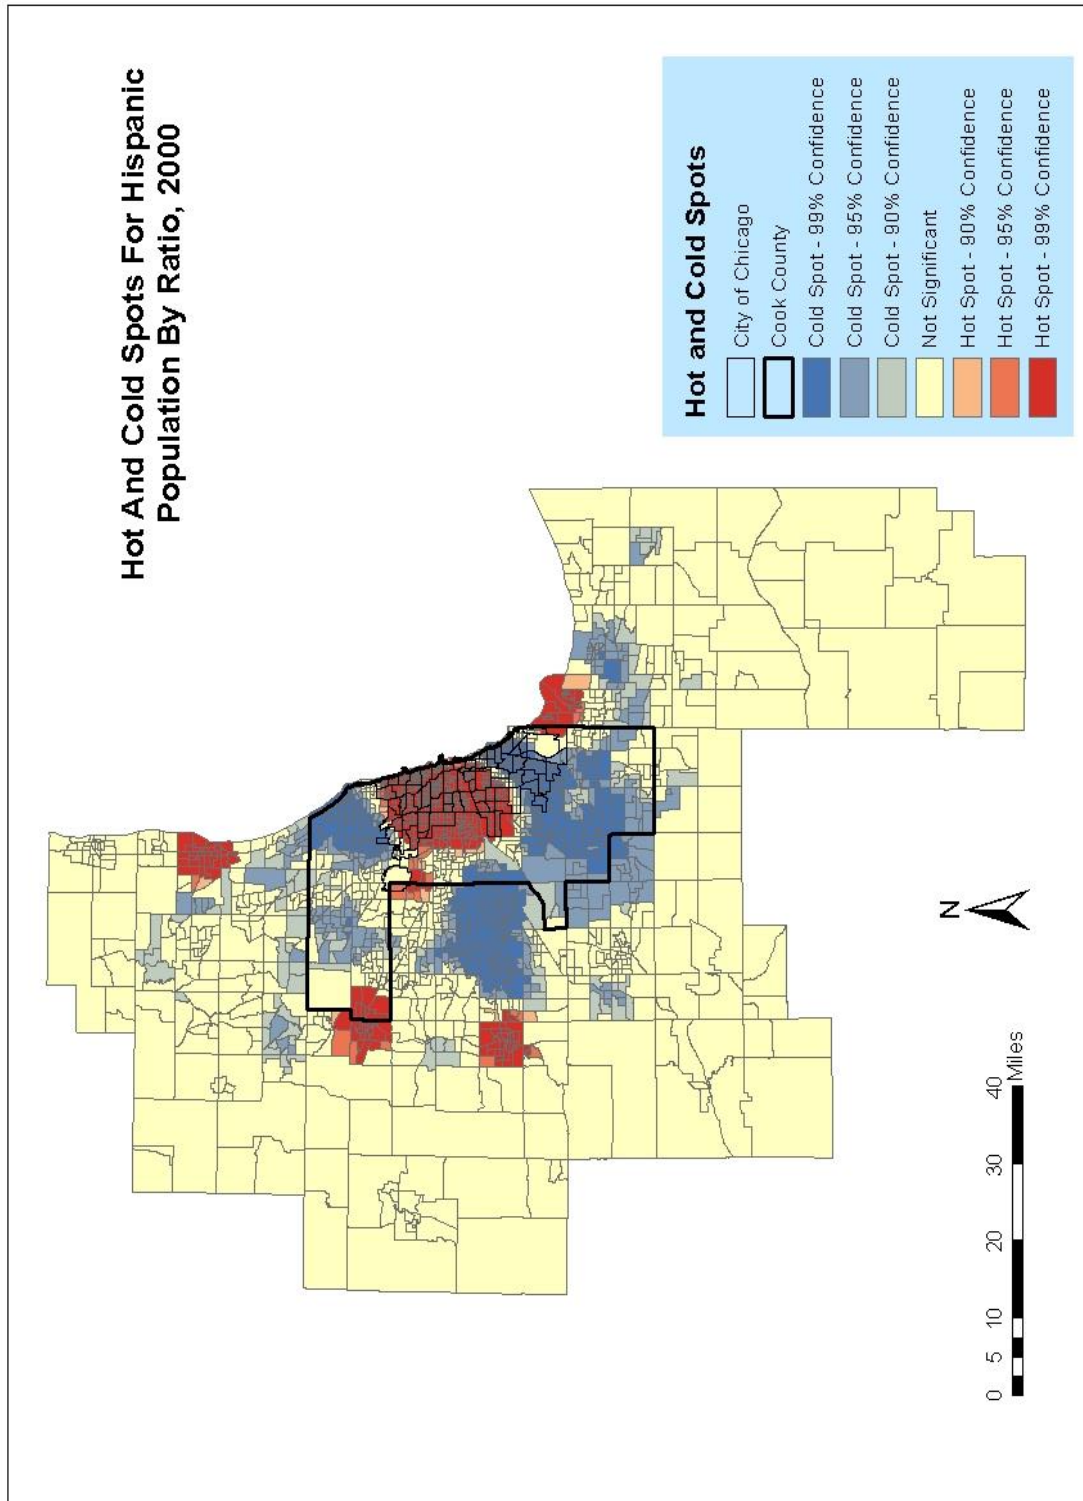 Hot And Cold Spots For Hispanic
Population By Ratio, 2000
Hot and Cold Spots
City of Chicago
Cook County
Cold Spot - 99% Confidence
Cold Spot - 95% Confidence
Cold Spot - 90% Confidence
Not Significant
Hot Spot - 90% Confidence
Hot Spot - 95% Confidence
Hot Spot - 99% Confidence
N
0 5 10 20 30 40
Miles